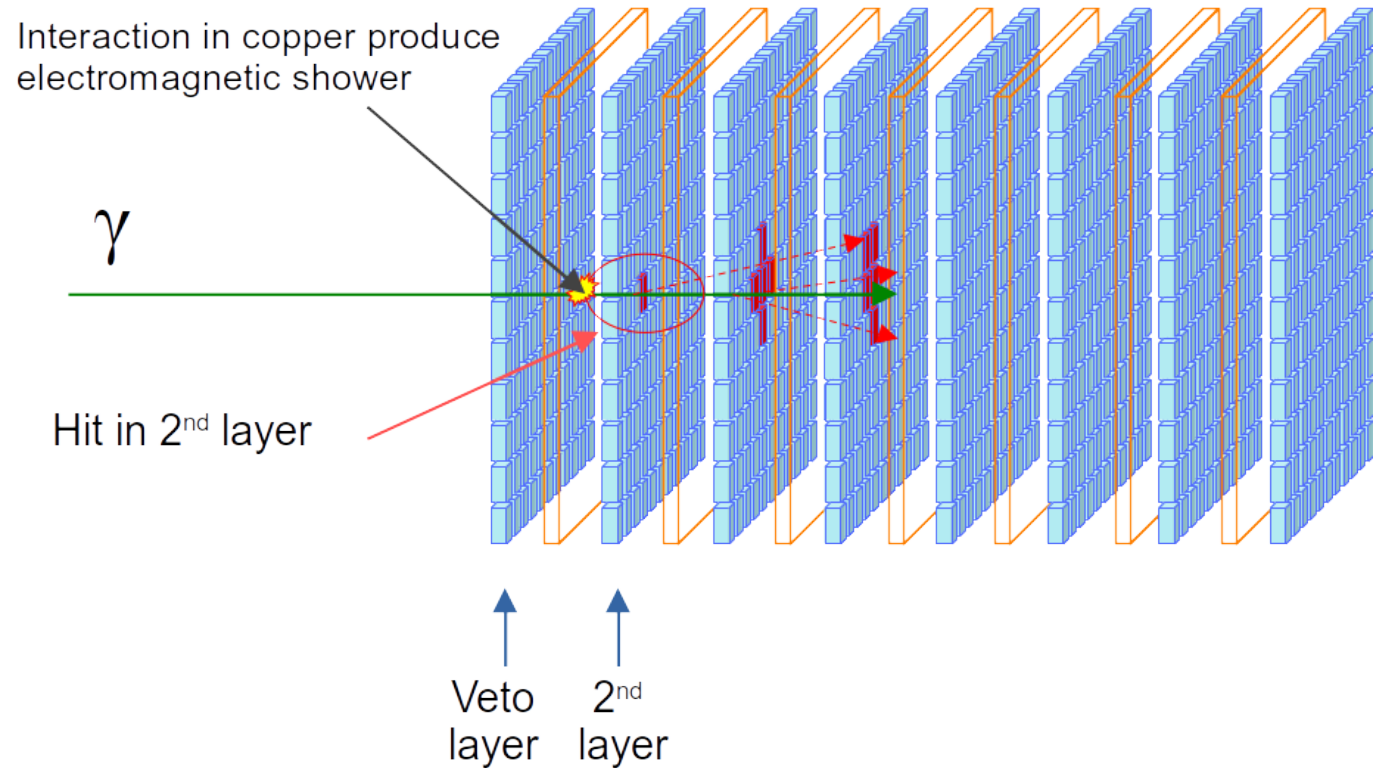 Interaction in copper produce
electromagnetic shower
γ
Hit in 2nd layer
Veto
layer
2nd
layer